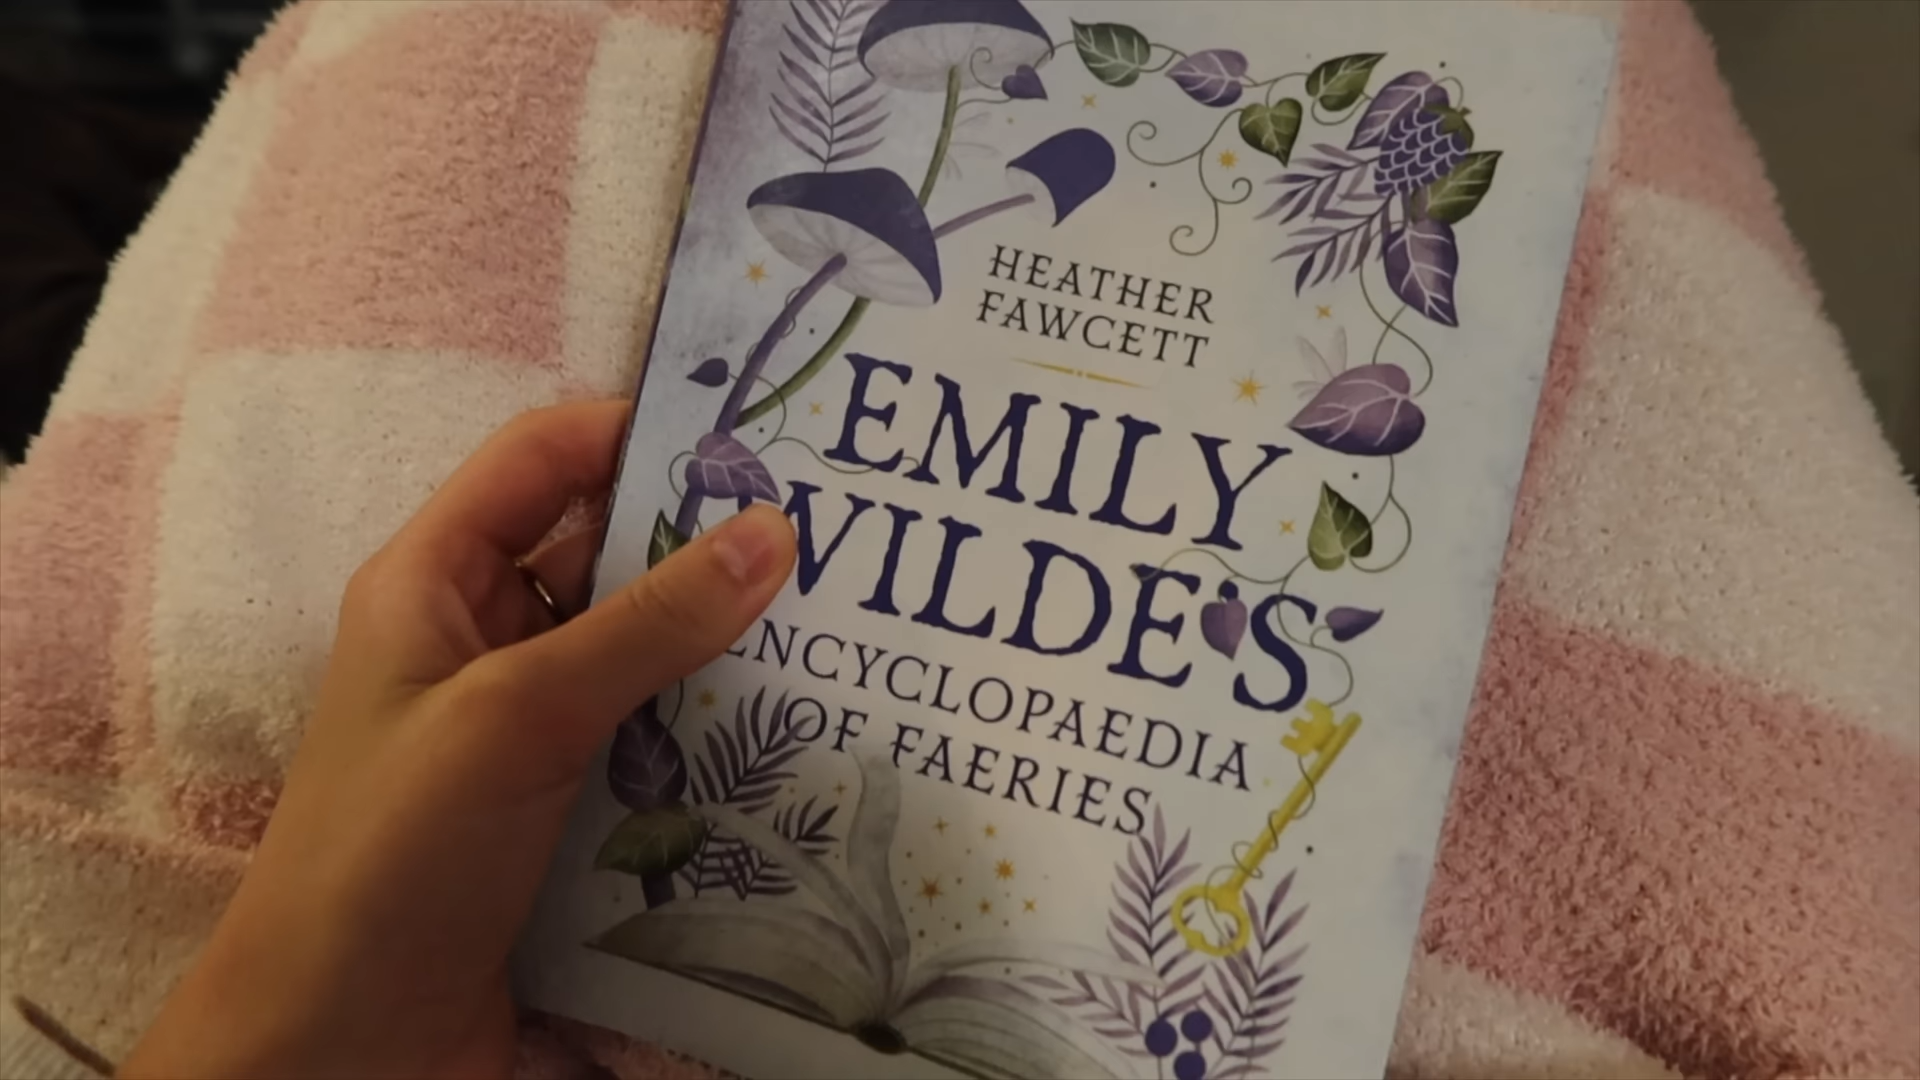 HEATHER
FAWCETT
EMILY
WILDE'S
ENCYCLOPAEDIA
OF FAERIES